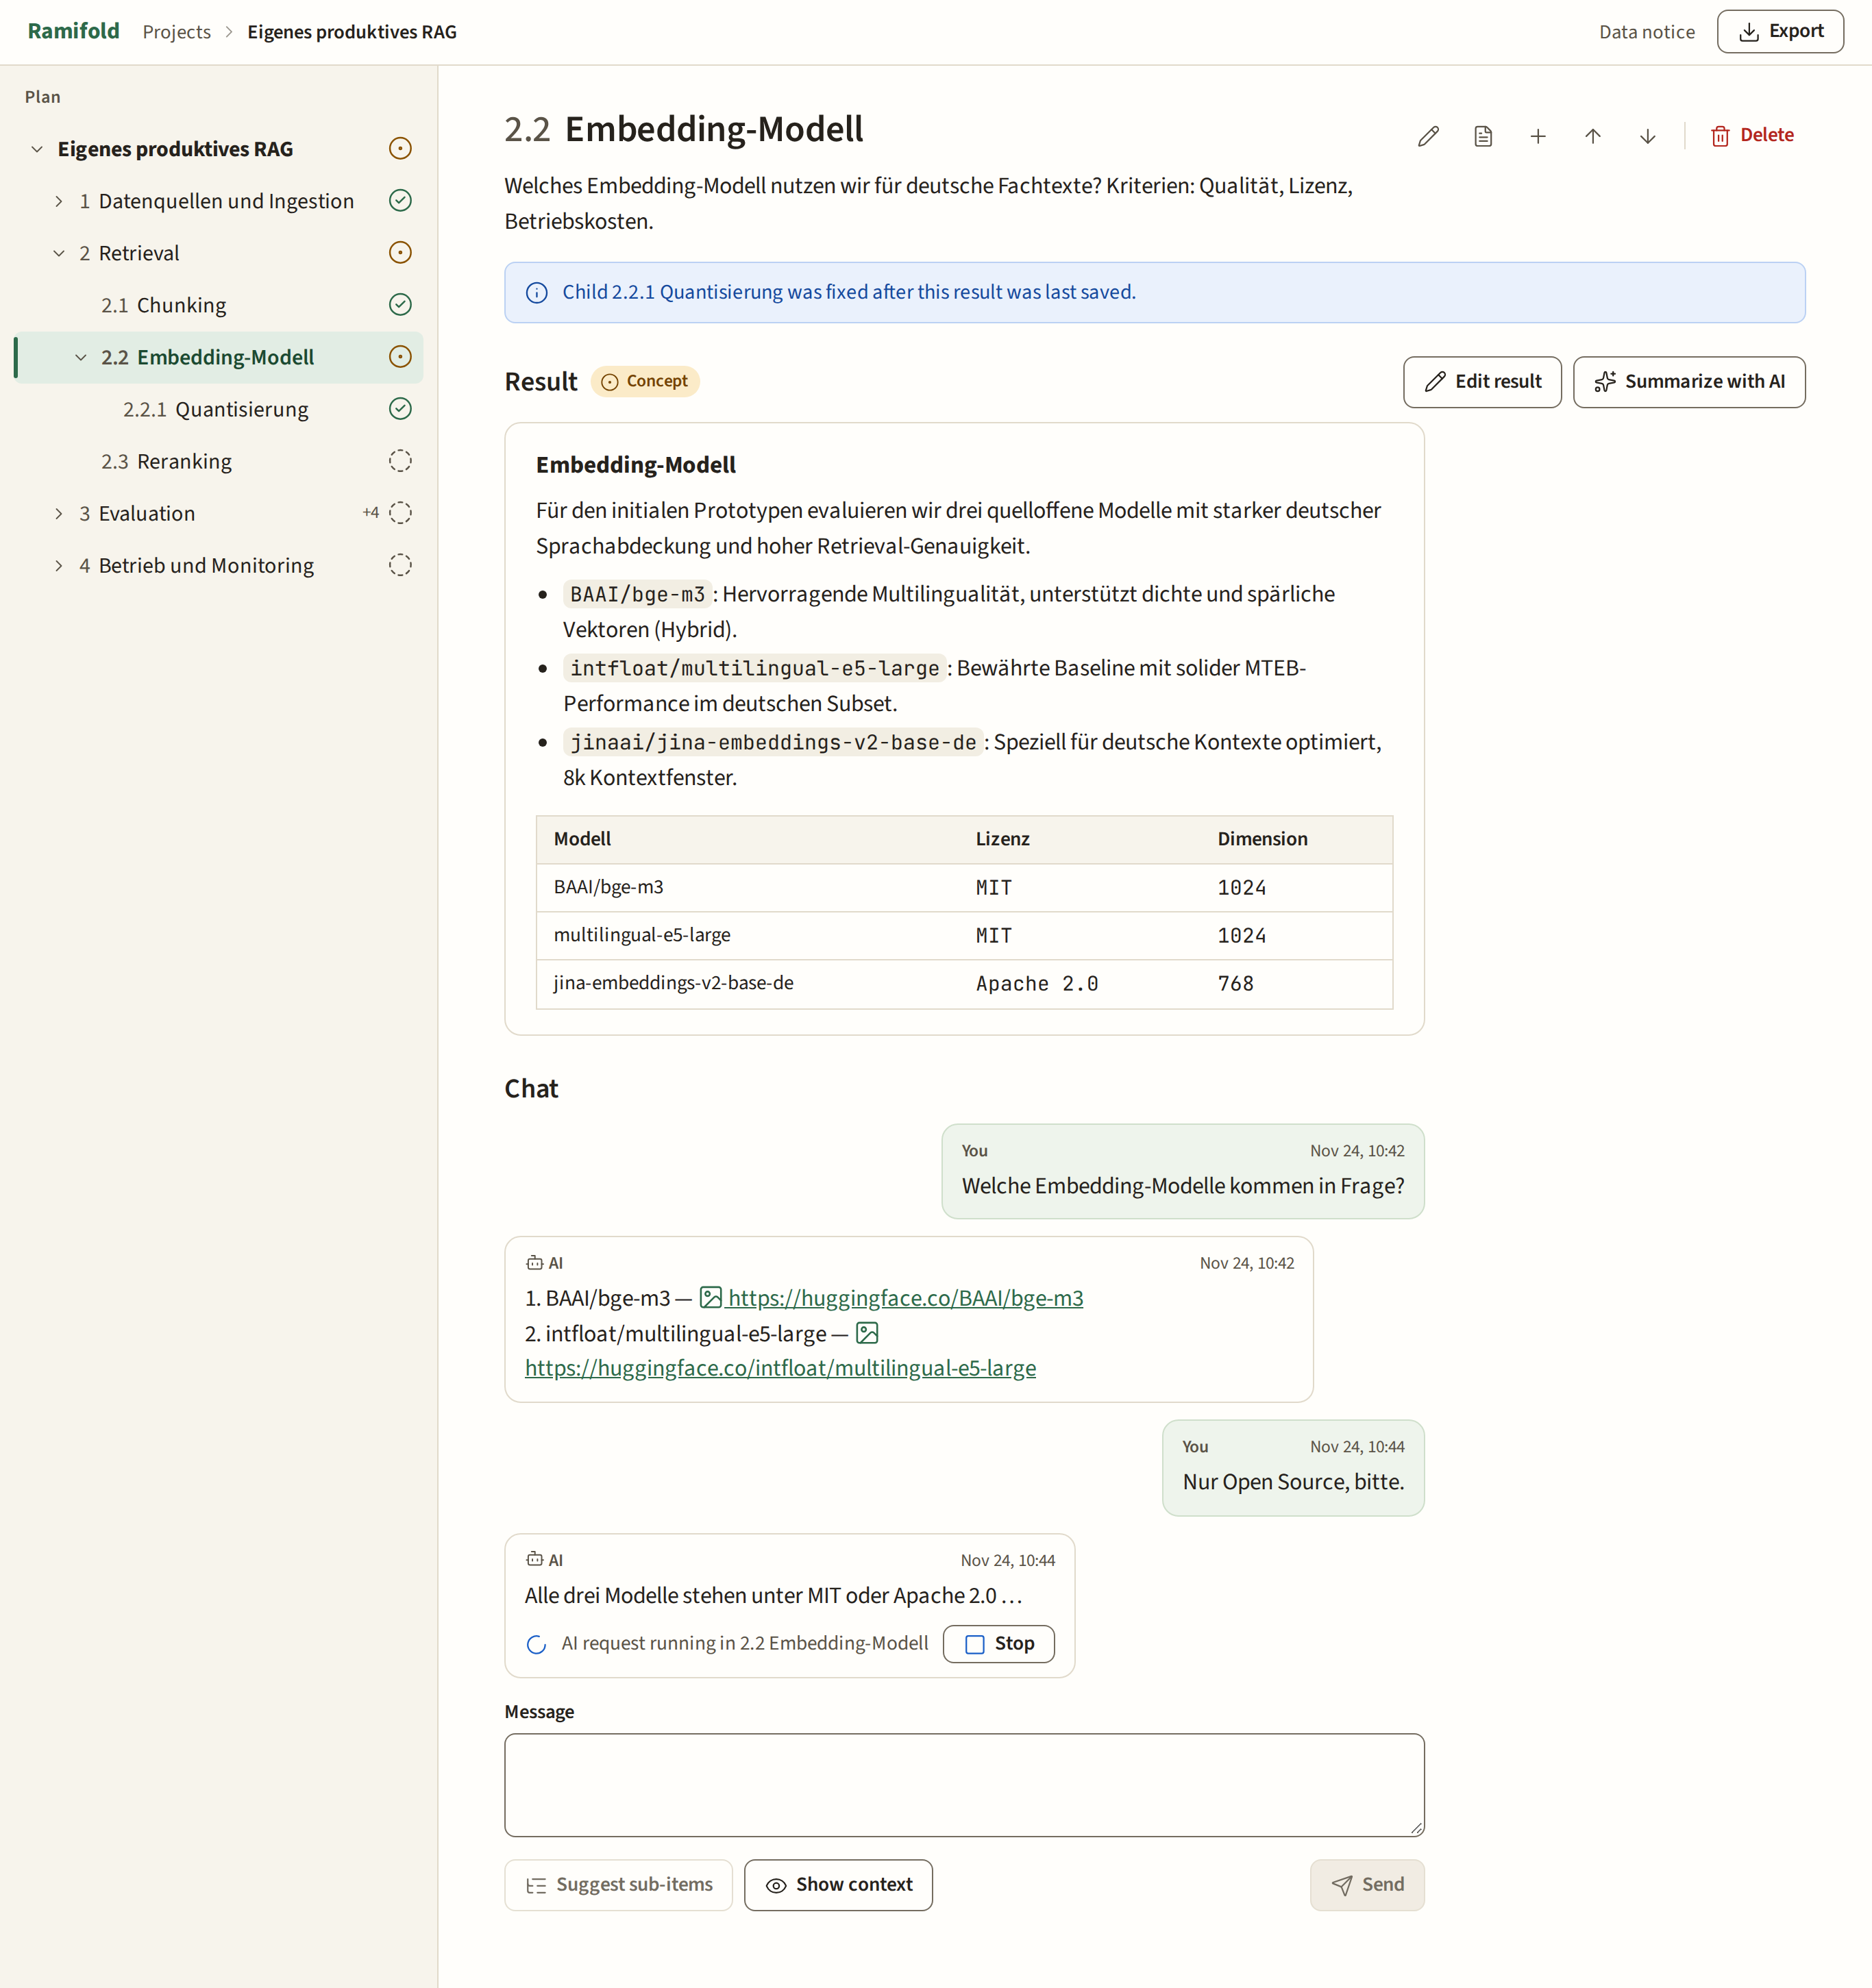 Ramifold Projects Eigenes produktives RAG Data notice Export
Plan
Eigenes produktives RAG
1 Datenquellen und Ingestion
2 Retrieval
2.1 Chunking
2.2 Embedding-Modell
2.2.1 Quantisierung
2.3 Reranking
3 Evaluation +4
4 Betrieb und Monitoring
2.2 Embedding-Modell Delete
Welches Embedding-Modell nutzen wir für deutsche Fachtexte? Kriterien: Qualität, Lizenz,
Betriebskosten.
Child 2.2.1 Quantisierung was fixed after this result was last saved.
Result Concept Edit result Summarize with AI
Embedding-Modell
Für den initialen Prototypen evaluieren wir drei quelloffene Modelle mit starker deutscher
Sprachabdeckung und hoher Retrieval-Genauigkeit.
• BAAI/bge-m3: Hervorragende Multilingualität, unterstützt dichte und spärliche
Vektoren (Hybrid).
• intfloat/multilingual-e5-large: Bewährte Baseline mit solider MTEB-
Performance im deutschen Subset.
• jinaai/jina-embeddings-v2-base-de: Speziell für deutsche Kontexte optimiert,
8k Kontextfenster.
Modell Lizenz Dimension
BAAI/bge-m3 MIT 1024
multilingual-e5-large MIT 1024
jina-embeddings-v2-base-de Apache 2.0 768
Chat
You Nov 24, 10:42
Welche Embedding-Modelle kommen in Frage?
AI Nov 24, 10:42
1. BAAI/bge-m3 — https://huggingface.co/BAAI/bge-m3
2. intfloat/multilingual-e5-large —
https://huggingface.co/intfloat/multilingual-e5-large
You Nov 24, 10:44
Nur Open Source, bitte.
AI Nov 24, 10:44
Alle drei Modelle stehen unter MIT oder Apache 2.0 …
AI request running in 2.2 Embedding-Modell Stop
Message
Suggest sub-items Show context Send